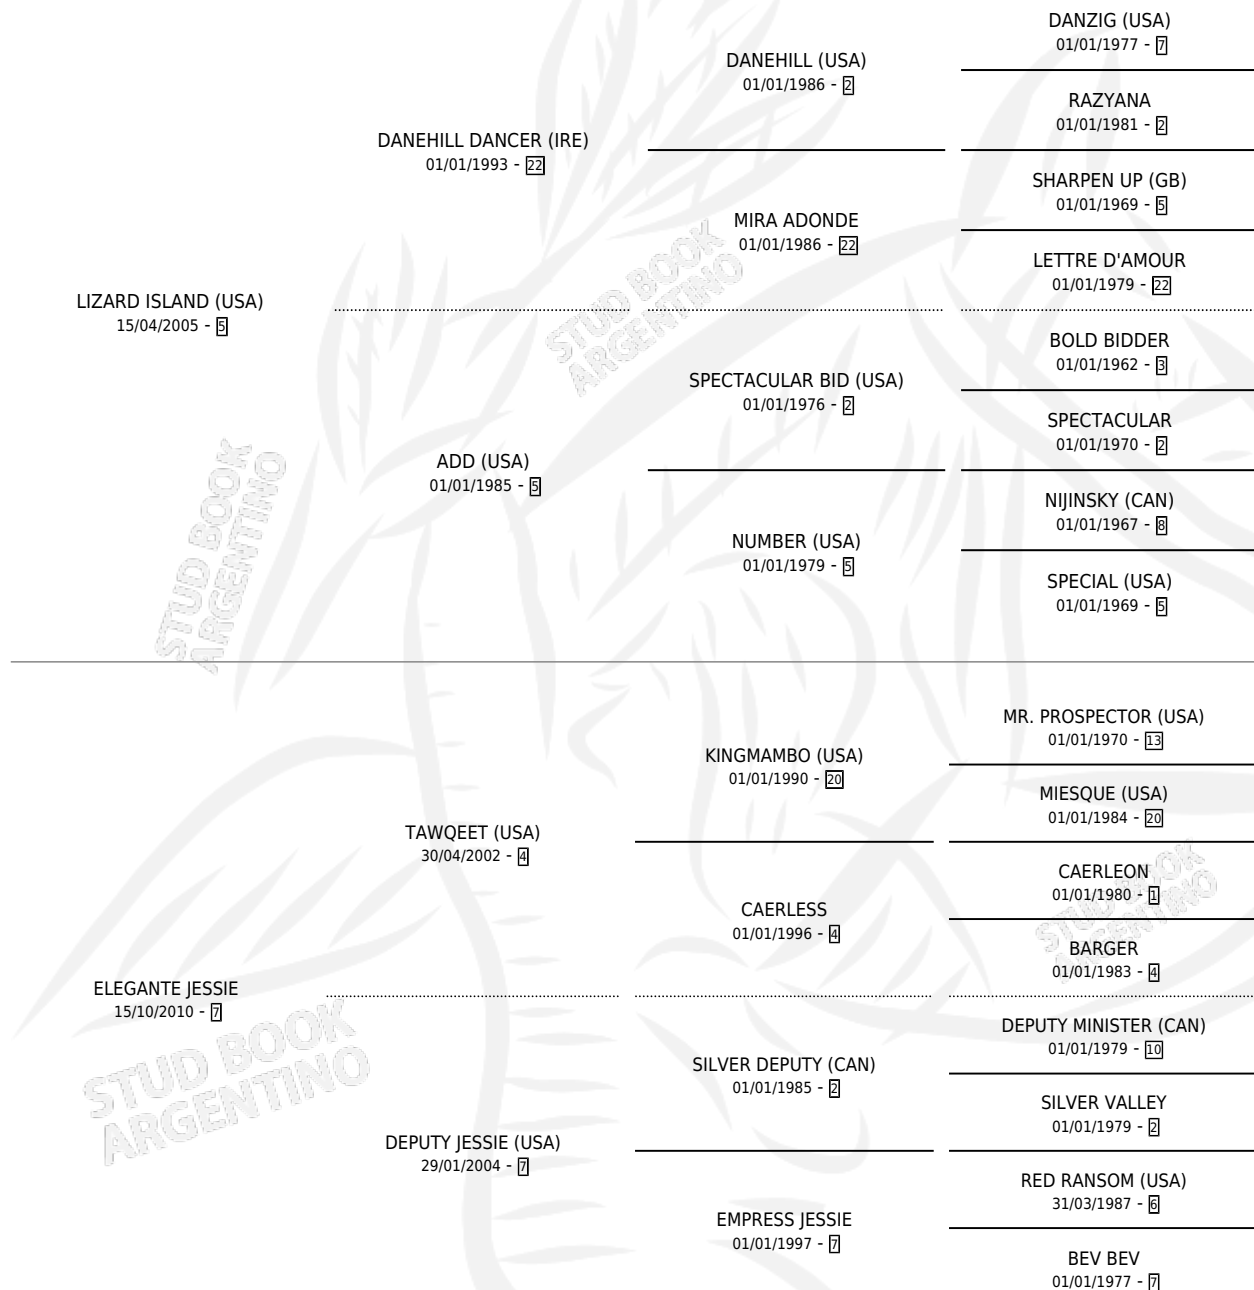 DANZIG (USA)
01/01/1977 - 7
DANEHILL (USA)
01/01/1986 - 2
RAZYANA
01/01/1981 - 2
DANEHILL DANCER (IRE)
01/01/1993 - 22
SHARPEN UP (GB)
01/01/1969 - 5
MIRA ADONDE
01/01/1986 - 22
LETTRE D'AMOUR
01/01/1979 - 22
LIZARD ISLAND (USA)
15/04/2005 - 5
STUD BOOK
ARGENTINO
BOLD BIDDER
01/01/1962 - 3
SPECTACULAR BID (USA)
01/01/1976 - 2
SPECTACULAR
01/01/1970 - 2
ADD (USA)
01/01/1985 - 5
NIJINSKY (CAN)
01/01/1967 - 8
NUMBER (USA)
01/01/1979 - 5
SPECIAL (USA)
01/01/1969 - 5
STUD BOOK
ARGENTINO
MR. PROSPECTOR (USA)
01/01/1970 - 13
KINGMAMBO (USA)
01/01/1990 - 20
MIESQUE (USA)
01/01/1984 - 20
TAWQEET (USA)
30/04/2002 - 4
CAERLEON
01/01/1980 - 1
STUD BOOK
ARGENTINO
CAERLESS
01/01/1996 - 4
BARGER
01/01/1983 - 4
ELEGANTE JESSIE
15/10/2010 - 7
STUD BOOK
ARGENTINO
DEPUTY MINISTER (CAN)
01/01/1979 - 10
SILVER DEPUTY (CAN)
01/01/1985 - 2
SILVER VALLEY
01/01/1979 - 2
DEPUTY JESSIE (USA)
29/01/2004 - 7
RED RANSOM (USA)
31/03/1987 - 6
EMPRESS JESSIE
01/01/1997 - 7
BEV BEV
01/01/1977 - 7